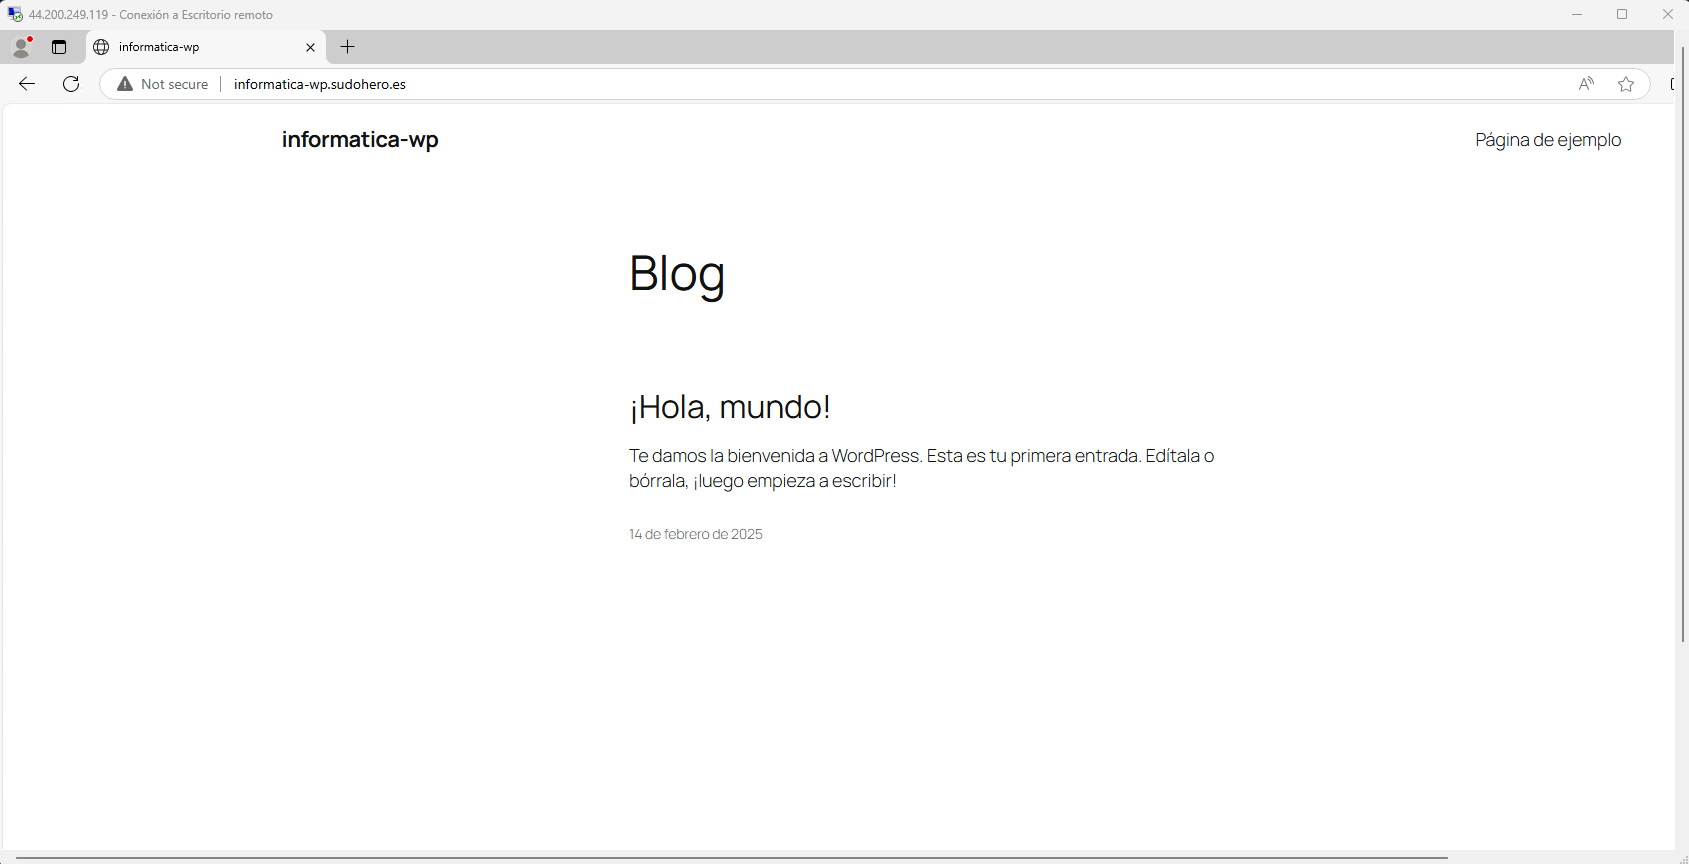 44.200.249.119 - Conexión a Escritorio remoto
informatica-wp
Not secure
informatica-wp.sudohero.es
informatica-wp
Página de ejemplo
Blog
¡Hola, mundo!
Te damos la bienvenida a WordPress. Esta es tu primera entrada. Edítala o
bórrala, ¡luego empieza a escribir!
14 de febrero de 2025